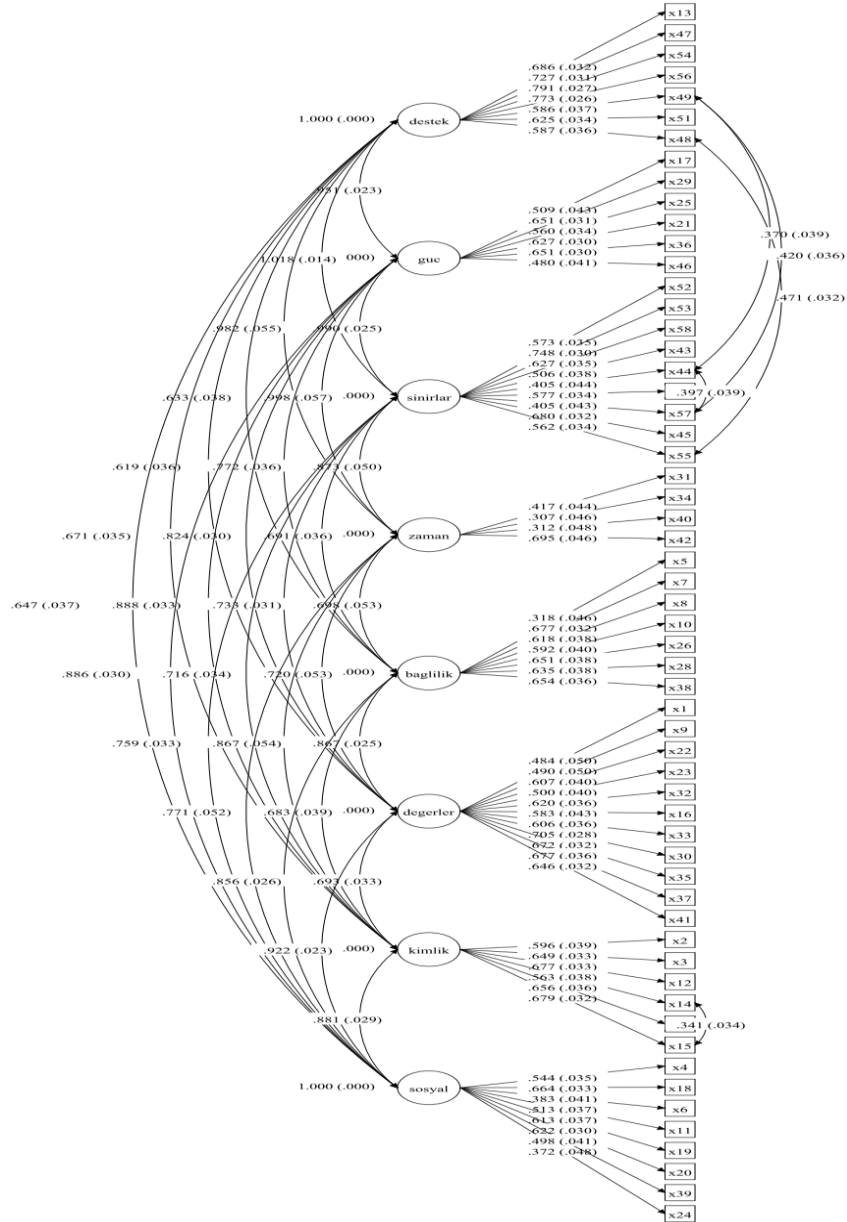 x13
x47
x54
x56
x49
x51
x48
.686 (.032)
.727 (.031)
.791 (.027)
.773 (.026)
.586 (.037)
.625 (.034)
.587 (.036)
1.000 (.000)
destek
x17
x29
x25
x21
x36
x46
.509 (.043)
.651 (.031)
.560 (.034)
.627 (.030)
.651 (.030)
.480 (.041)
guc
.370 (.039)
.420 (.036)
.471 (.032)
1.018 (.014)
x52
x53
x58
x43
x44
x57
x45
x55
.573 (.035)
.748 (.030)
.627 (.035)
.506 (.038)
.405 (.044)
.577 (.034)
.405 (.043)
.680 (.032)
.562 (.034)
.397 (.039)
.982 (.055)
.990 (.025)
sinirlar
.633 (.038)
.998 (.057)
.000)
.619 (.036)
.772 (.036)
.873 (.050)
x31
x34
x40
x42
.417 (.044)
.307 (.046)
.312 (.048)
.695 (.046)
zaman
.671 (.035)
.824 (.030)
.691 (.036)
.000)
x5
x7
x8
x10
x26
x28
x38
.647 (.037)
.888 (.033)
.733 (.031)
.698 (.053)
.318 (.046)
.677 (.032)
.618 (.038)
.592 (.040)
.651 (.038)
.635 (.038)
.654 (.036)
baglilik
.886 (.030)
.716 (.034)
.720 (.053)
.000)
x1
x9
x22
x23
x32
x16
x33
x30
x35
x37
x41
.759 (.033)
.867 (.054)
.867 (.025)
.484 (.050)
.490 (.050)
.607 (.040)
.500 (.040)
.620 (.036)
.583 (.043)
.606 (.036)
.705 (.028)
.672 (.032)
.677 (.036)
.646 (.032)
degerler
.771 (.052)
.683 (.039)
.000)
.856 (.026)
.693 (.033)
x2
x3
x12
x14
x15
.596 (.039)
.649 (.033)
.677 (.033)
.563 (.038)
.656 (.036)
.679 (.032)
.341 (.034)
kimlik
.922 (.023)
.000)
.881 (.029)
x4
x18
x6
x11
x19
x20
x39
x24
.544 (.035)
.664 (.033)
.383 (.041)
.513 (.037)
.613 (.037)
.622 (.030)
.498 (.041)
.372 (.048)
1.000 (.000)
sosyal